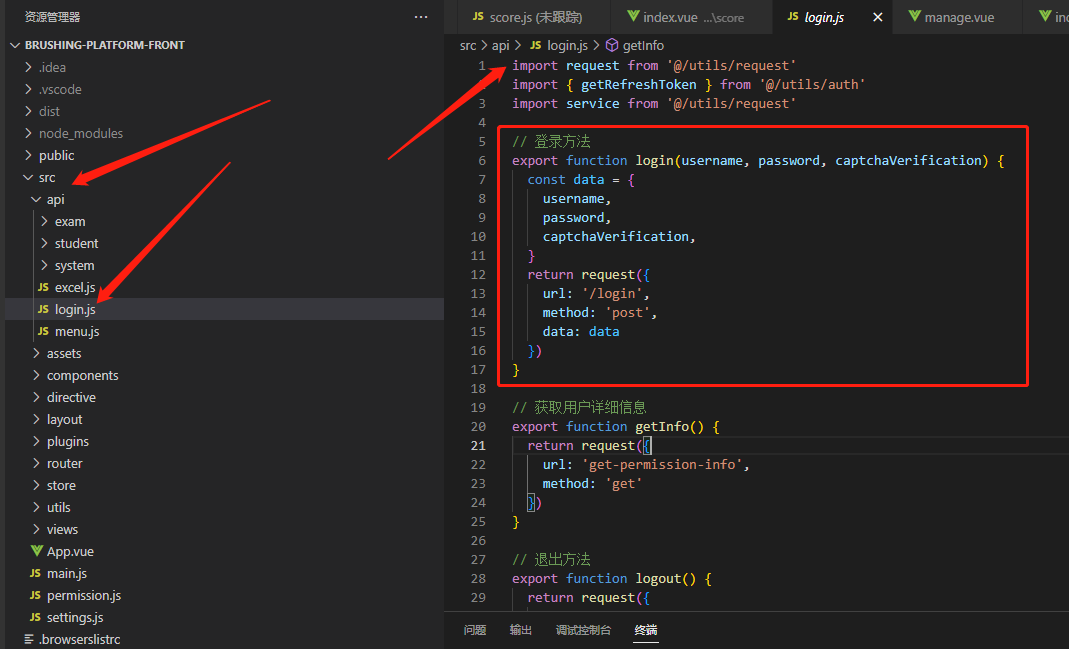 资源管理器 ···
BRUSHING-PLATFORM-FRONT
.idea
.vscode
dist
node_modules
public
src
api
exam
student
system
JS excel.js
JS login.js
JS menu.js
assets
components
directive
layout
plugins
router
store
utils
views
App.vue
JS main.js
JS permission.js
JS settings.js
.browserslistrc
JS score.js (未跟踪) index.vue ...\score JS login.js × manage.vue
src > api > JS login.js > getInfo
1 import request from '@/utils/request'
import { getRefreshToken } from '@/utils/auth'
3 import service from '@/utils/request'
4
5 // 登录方法
6 export function login(username, password, captchaVerification) {
7 const data = {
8 username,
9 password,
10 captchaVerification,
11 }
12 return request({
13 url: '/login',
14 method: 'post',
15 data: data
16 })
17 }
18
19 // 获取用户详细信息
20 export function getInfo() {
21 return request({
22 url: 'get-permission-info',
23 method: 'get'
24 })
25 }
26
27 // 退出方法
28 export function logout() {
29 return request({
问题 输出 调试控制台 终端